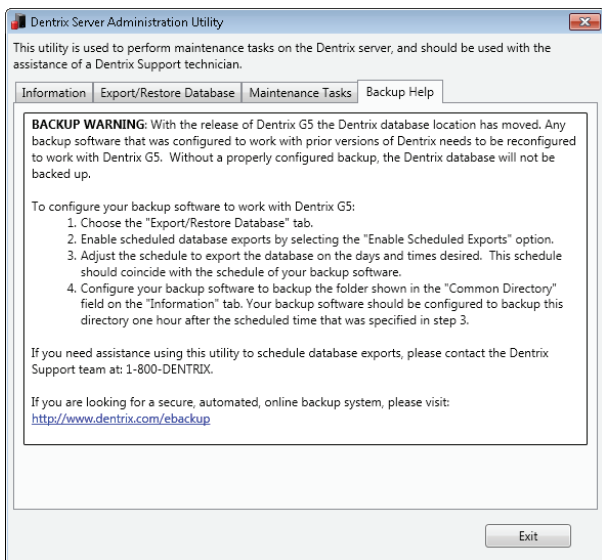 Dentrix Server Administration Utility
This utility is used to perform maintenance tasks on the Dentrix server, and should be used with the
assistance of a Dentrix Support technician.
Information Export/Restore Database Maintenance Tasks Backup Help
BACKUP WARNING: With the release of Dentrix G5 the Dentrix database location has moved. Any
backup software that was configured to work with prior versions of Dentrix needs to be reconfigured
to work with Dentrix G5. Without a properly configured backup, the Dentrix database will not be
backed up.
To configure your backup software to work with Dentrix G5:
1. Choose the "Export/Restore Database" tab.
2. Enable scheduled database exports by selecting the "Enable Scheduled Exports" option.
3. Adjust the schedule to export the database on the days and times desired. This schedule
should coincide with the schedule of your backup software.
4. Configure your backup software to backup the folder shown in the "Common Directory"
field on the "Information" tab. Your backup software should be configured to backup this
directory one hour after the scheduled time that was specified in step 3.
If you need assistance using this utility to schedule database exports, please contact the Dentrix
Support team at: 1-800-DENTRIX.
If you are looking for a secure, automated, online backup system, please visit:
http://www.dentrix.com/ebackup
Exit